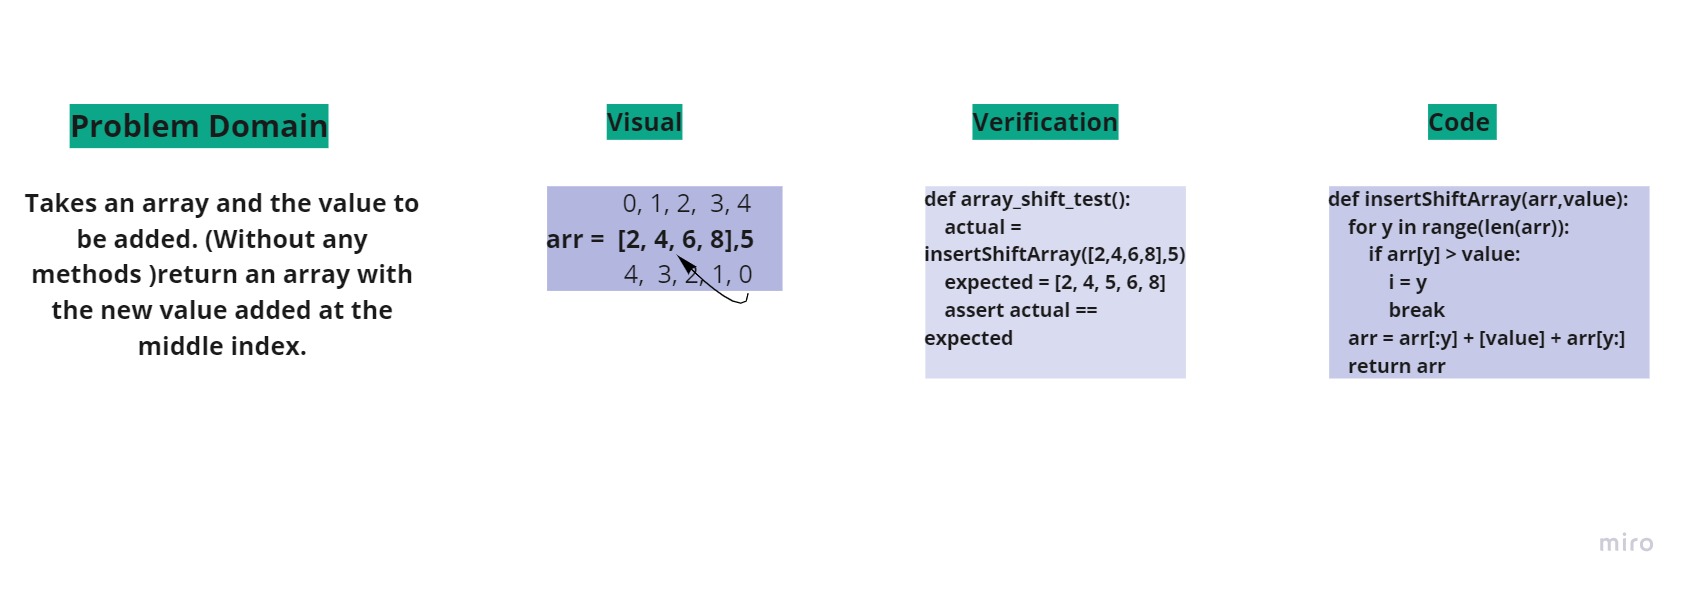 Problem Domain
Takes an array and the value to
be added. (Without any
methods )return an array with
the new value added at the
middle index.
Visual
0, 1, 2, 3, 4
arr = [2, 4, 6, 8],5
4, 3, 2, 1, 0
Verification
def array_shift_test():
actual =
insertShiftArray([2,4,6,8],5)
expected = [2, 4, 5, 6, 8]
assert actual ==
expected
Code
def insertShiftArray(arr,value):
for y in range(len(arr)):
if arr[y] > value:
i = y
break
arr = arr[:y] + [value] + arr[y:]
return arr
miro